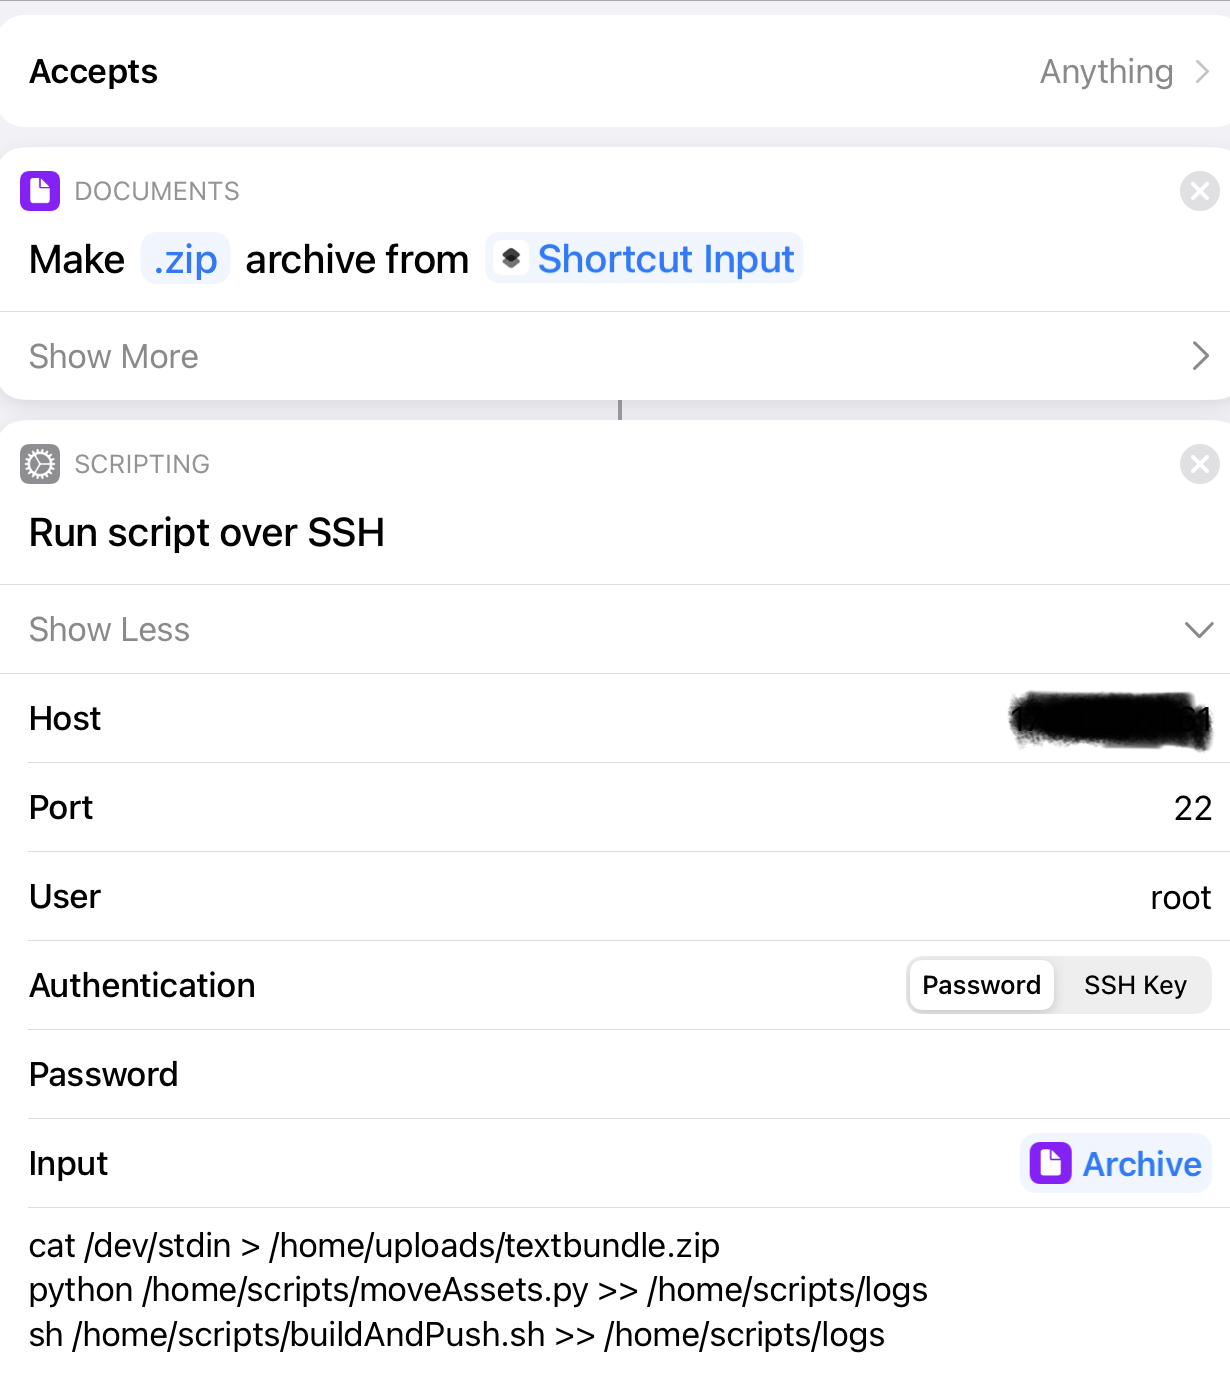 Accepts Anything
DOCUMENTS
Make .zip archive from Shortcut Input
Show More
SCRIPTING
Run script over SSH
Show Less
Host
Port 22
User root
Authentication Password SSH Key
Password
Input Archive
cat /dev/stdin > /home/uploads/textbundle.zip
python /home/scripts/moveAssets.py >> /home/scripts/logs
sh /home/scripts/buildAndPush.sh >> /home/scripts/logs